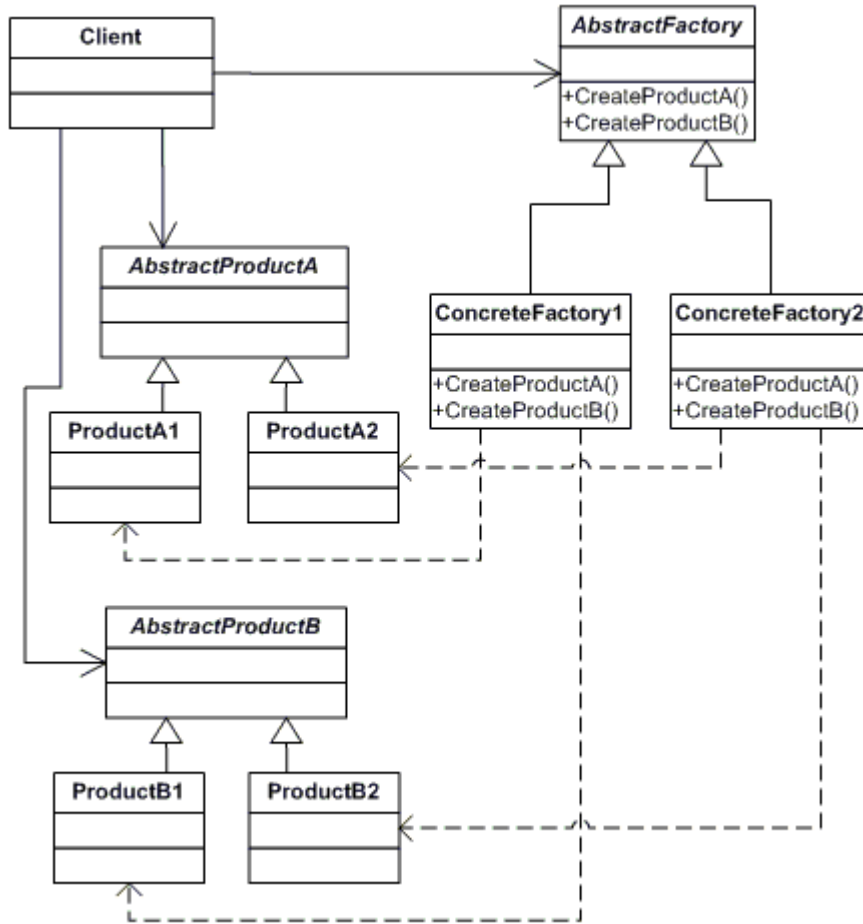 Client
AbstractFactory
+CreateProductA()
+CreateProductB()
AbstractProductA
ConcreteFactory1
+CreateProductA()
+CreateProductB()
ConcreteFactory2
+CreateProductA()
+CreateProductB()
ProductA1
ProductA2
AbstractProductB
ProductB1
ProductB2